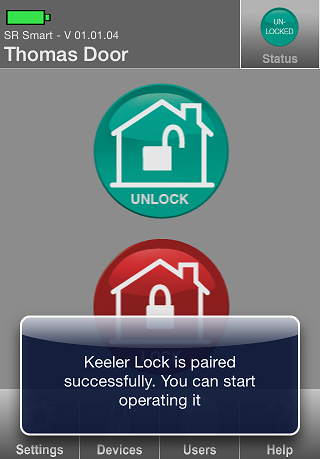 SR Smart - V 01.01.04
Thomas Door
UN-
LOCKED
Status
UNLOCK
Keeler Lock is paired
successfully. You can start
operating it
Settings
Devices
Users
Help